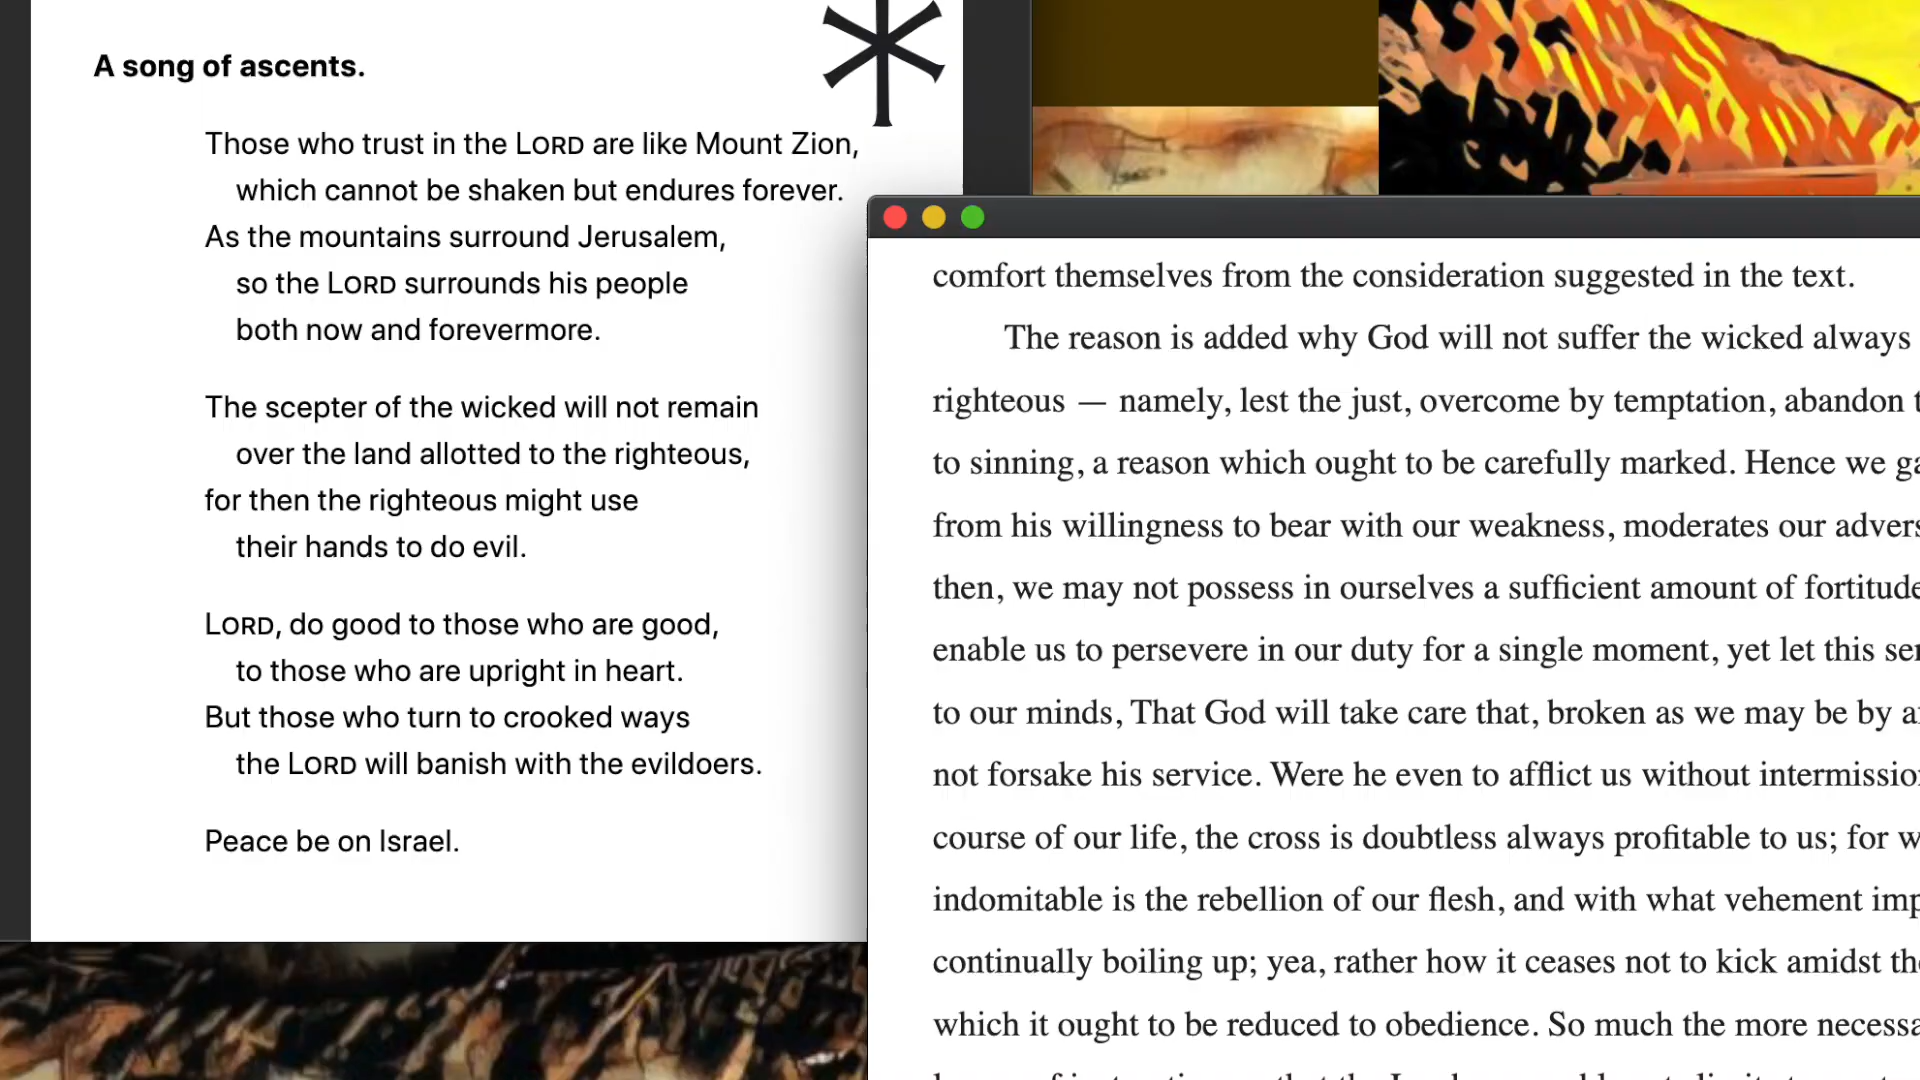 A song of ascents.
Those who trust in the LORD are like Mount Zion,
which cannot be shaken but endures forever.
As the mountains surround Jerusalem,
so the LORD surrounds his people
both now and forevermore.
The scepter of the wicked will not remain
over the land allotted to the righteous,
for then the righteous might use
their hands to do evil.
LORD, do good to those who are good,
to those who are upright in heart.
But those who turn to crooked ways
the LORD will banish with the evildoers.
Peace be on Israel.
comfort themselves from the consideration suggested in the text.
The reason is added why God will not suffer the wicked always
righteous — namely, lest the just, overcome by temptation, abandon
to sinning, a reason which ought to be carefully marked. Hence we
from his willingness to bear with our weakness, moderates our
then, we may not possess in ourselves a sufficient amount of fortitude
enable us to persevere in our duty for a single moment, yet let this
to our minds, That God will take care that, broken as we may be by
not forsake his service. Were he even to afflict us without
course of our life, the cross is doubtless always profitable to us; for
indomitable is the rebellion of our flesh, and with what vehement
continually boiling up; yea, rather how it ceases not to kick amidst
which it ought to be reduced to obedience. So much the more